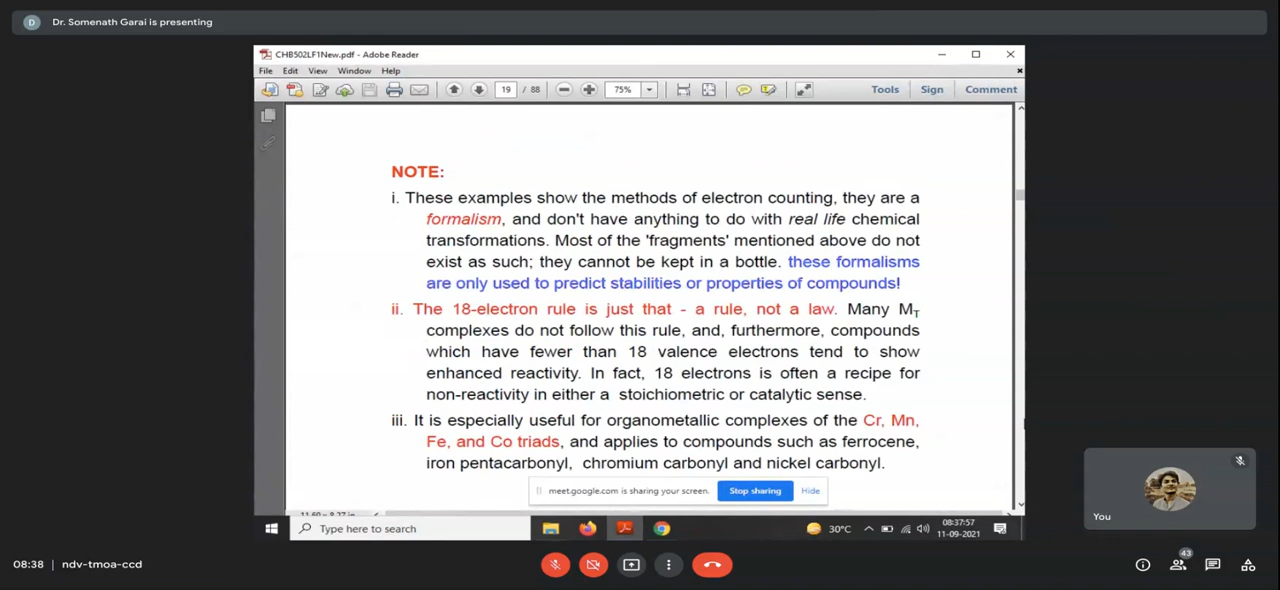 D Dr. Somenath Garai is presenting
CHB502LF1New.pdf - Adobe Reader
File Edit View Window Help
19 / 88 75% Tools Sign Comment
NOTE:
i. These examples show the methods of electron counting, they are a
formalism, and don't have anything to do with real life chemical
transformations. Most of the 'fragments' mentioned above do not
exist as such; they cannot be kept in a bottle. these formalisms
are only used to predict stabilities or properties of compounds!
ii. The 18-electron rule is just that - a rule, not a law. Many MT
complexes do not follow this rule, and, furthermore, compounds
which have fewer than 18 valence electrons tend to show
enhanced reactivity. In fact, 18 electrons is often a recipe for
non-reactivity in either a stoichiometric or catalytic sense.
iii. It is especially useful for organometallic complexes of the Cr, Mn,
Fe, and Co triads, and applies to compounds such as ferrocene,
iron pentacarbonyl, chromium carbonyl and nickel carbonyl.
meet.google.com is sharing your screen. Stop sharing Hide
Type here to search
30°C
08:37:57
11-09-2021
You
08:38 | ndv-tmoa-ccd
43